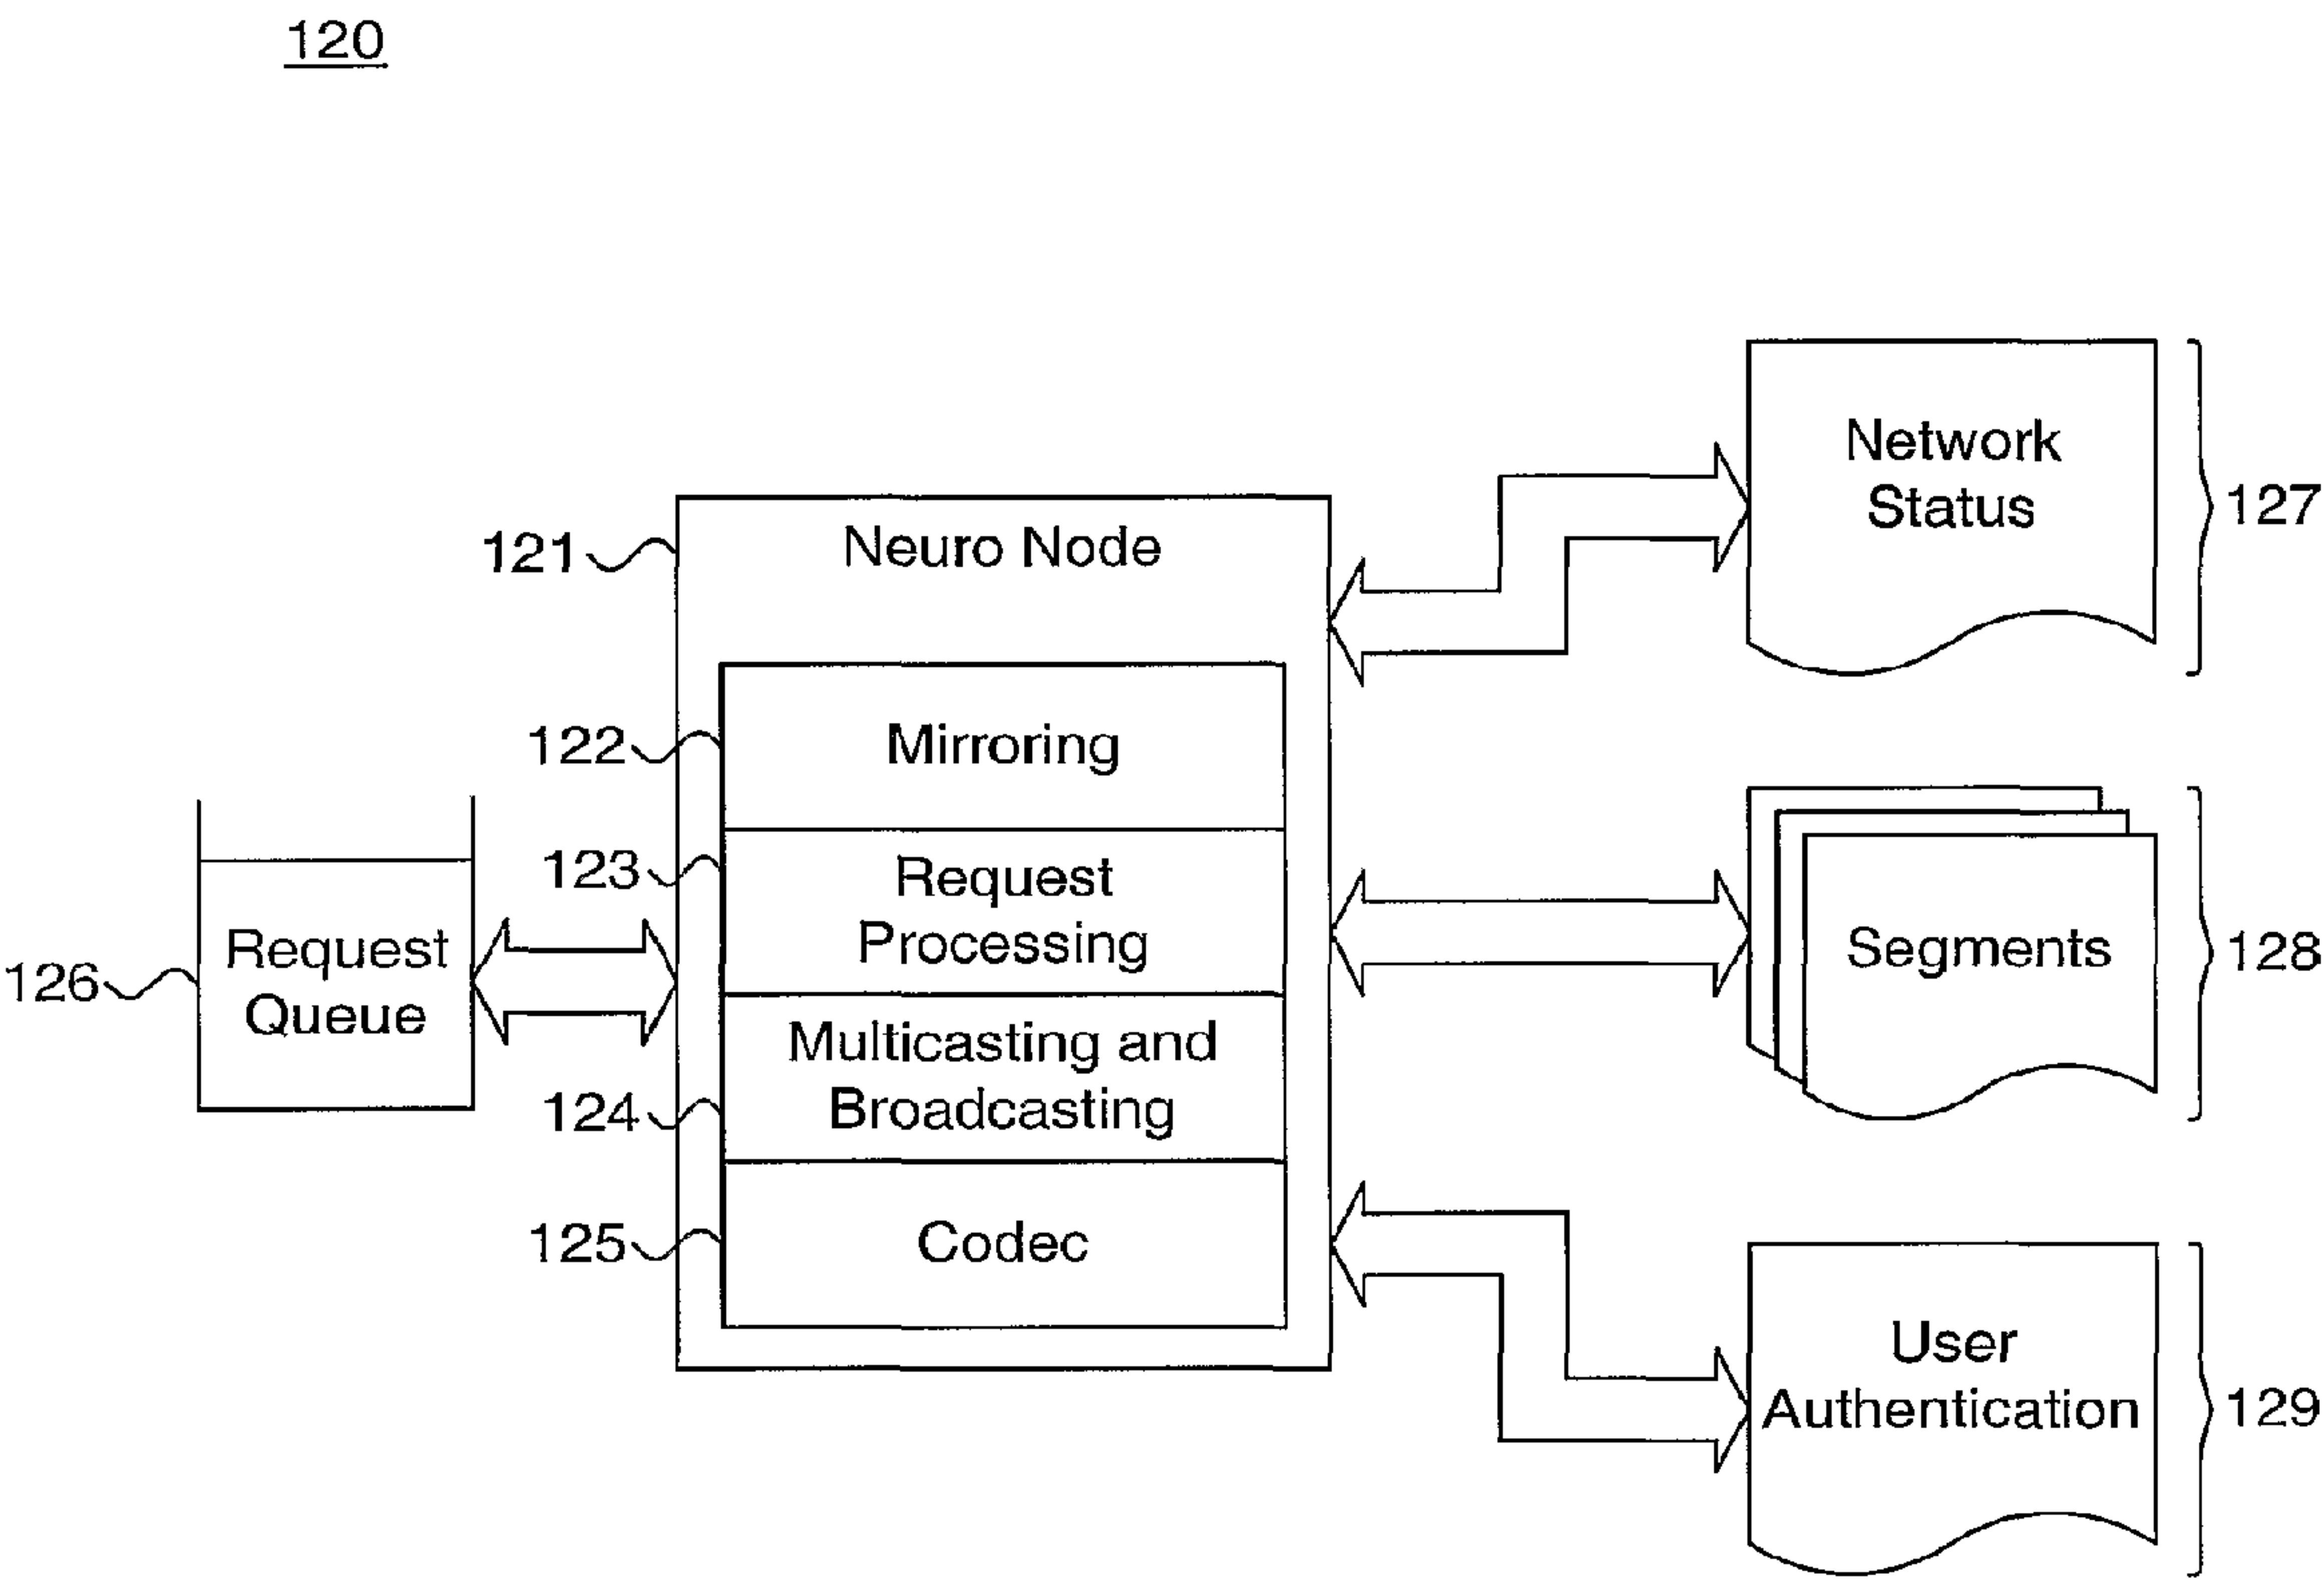 120
Network
Status
127
121
Neuro Node
122
Mirroring
123
Request
Processing
126
Request
Queue
Segments
128
124
Multicasting and
Broadcasting
125
Codec
User
Authentication
129